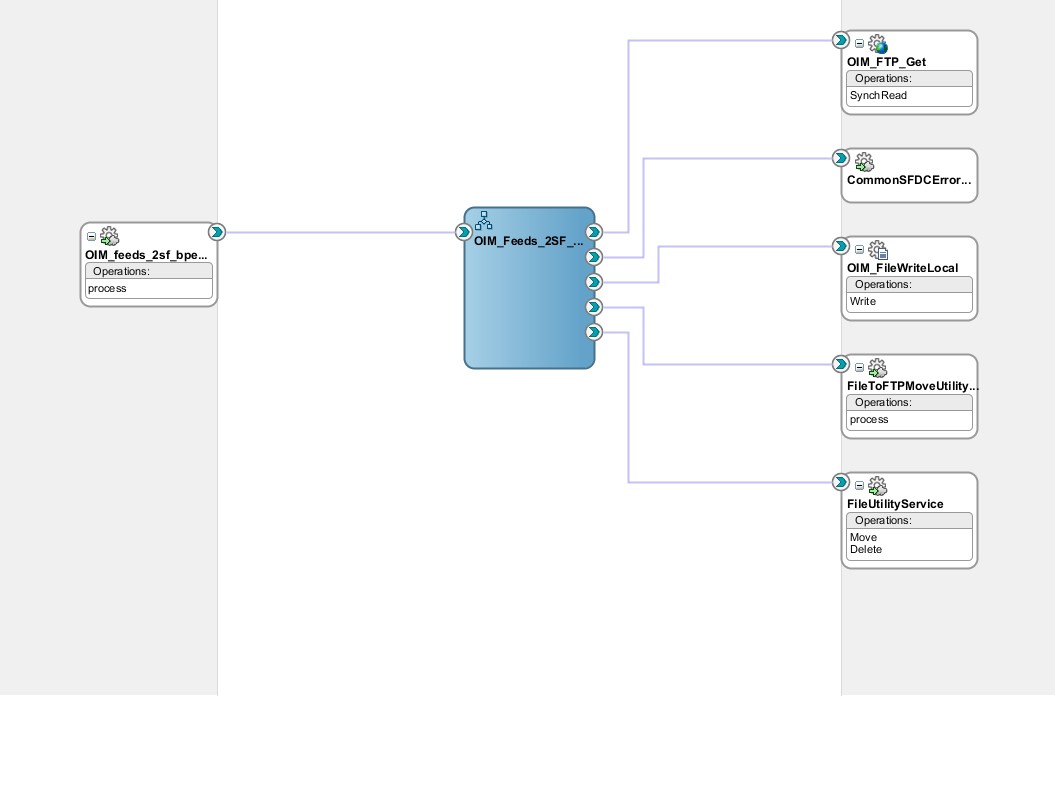 OIM_FTP_Get
Operations:
SynchRead
CommonSFDCError...
OIM_feeds_2sf_bpe...
Operations:
process
OIM_Feeds_2SF_...
OIM_FileWriteLocal
Operations:
Write
FileToFTPMoveUtility...
Operations:
process
FileUtilityService
Operations:
Move
Delete